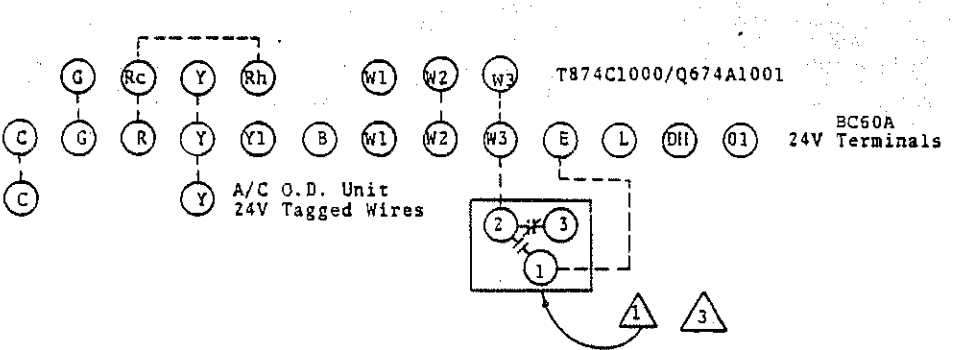 G Rc Y Rh W1 W2 W3 T874C1000/Q674A1001
C G R Y Y1 B W1 W2 W3 E L DH O1 BC60A
24V Terminals
C Y A/C O.D. Unit
24V Tagged Wires
2 3
1
1 3